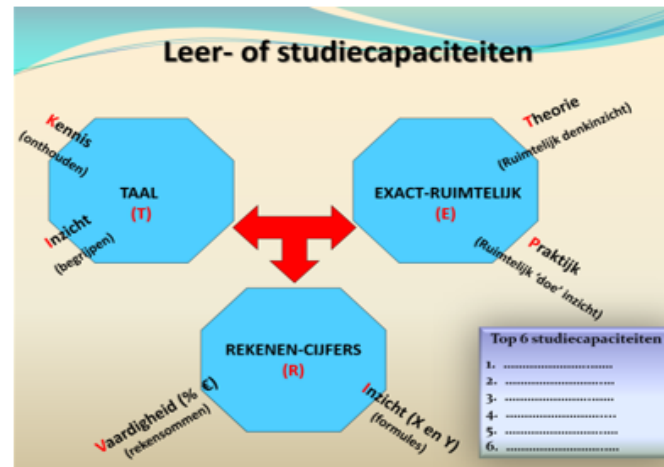 Leer- of studiecapaciteiten
Kennis
(onthouden)
TAAL
(T)
Inzicht
(begrijpen)
Theorie
(Ruimtelijk denkinzicht)
EXACT-RUIMTELIJK
(E)
Praktijk
(Ruimtelijk 'doe' inzicht)
REKENEN-CIJFERS
(R)
Vaardigheid (% €)
(rekensommen)
Inzicht (X en Y)
(formules)
Top 6 studiecapaciteiten
1. ................................
2. ................................
3. ................................
4. ................................
5. ................................
6. ................................